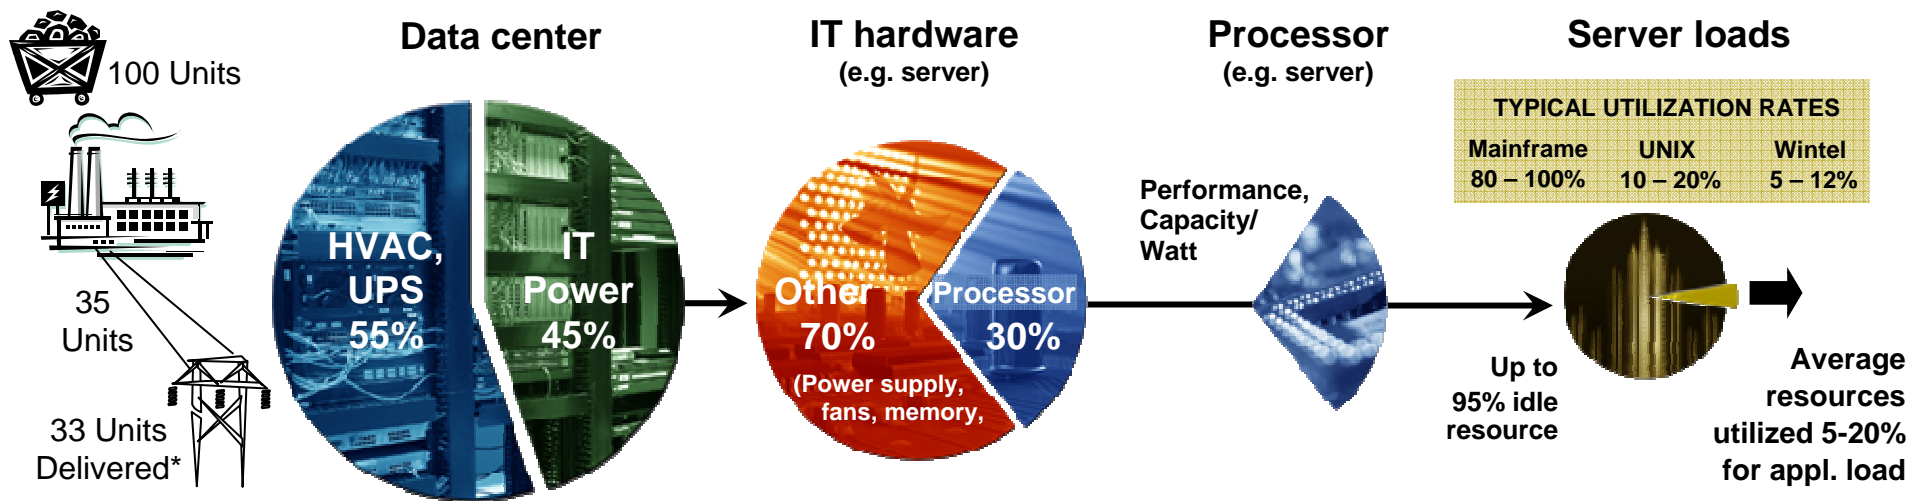 100 Units
35
Units
33 Units
Delivered*
Data center
HVAC,
UPS
55%
IT
Power
45%
IT hardware
(e.g. server)
Other
70%
(Power supply,
fans, memory,
Processor
30%
Processor
(e.g. server)
Performance,
Capacity/
Watt
Server loads
TYPICAL UTILIZATION RATES
Mainframe UNIX Wintel
80 – 100% 10 – 20% 5 – 12%
Up to
95% idle
resource
Average
resources
utilized 5-20%
for appl. load